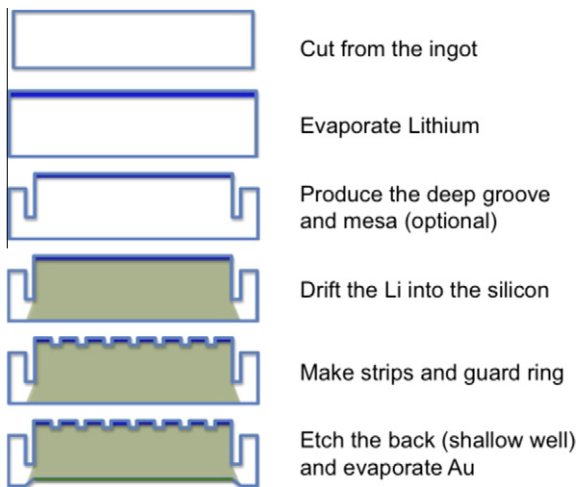 Cut from the ingot
Evaporate Lithium
Produce the deep groove
and mesa (optional)
Drift the Li into the silicon
Make strips and guard ring
Etch the back (shallow well)
and evaporate Au